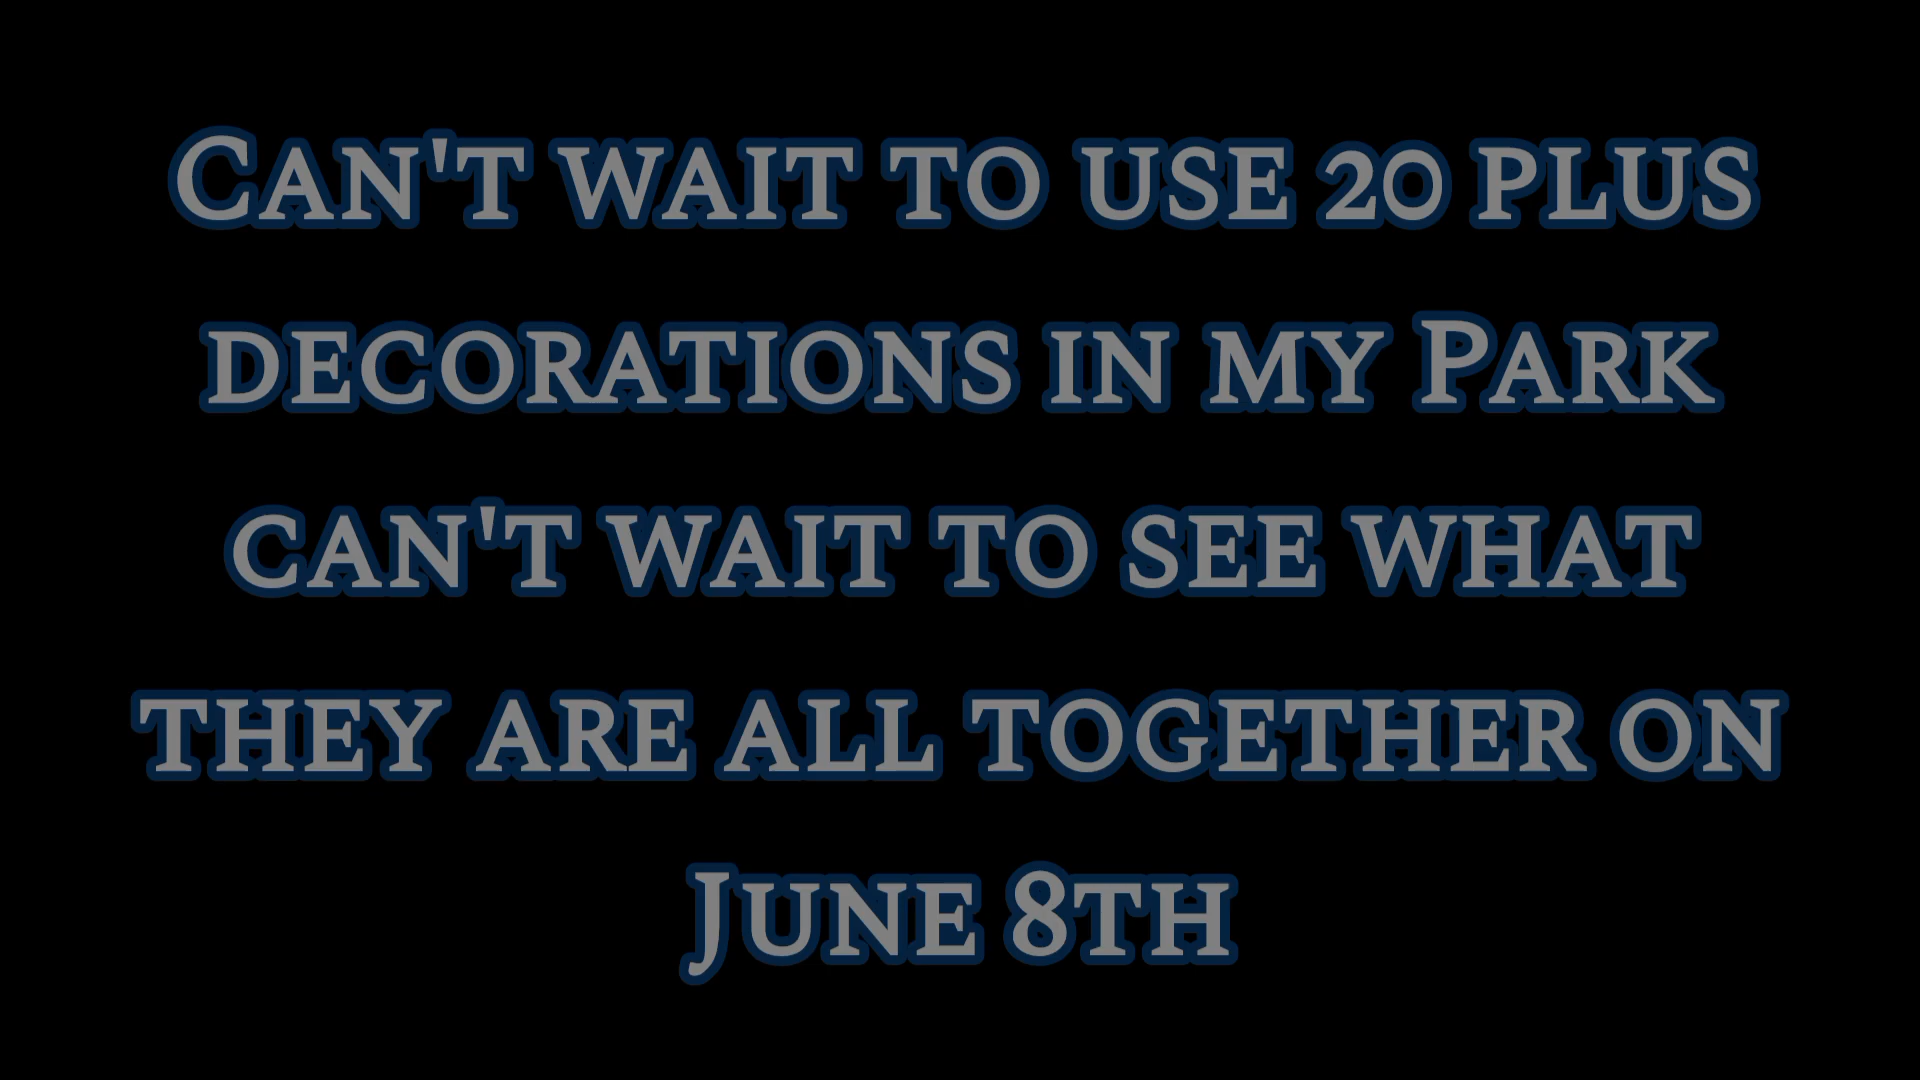 Can't wait to use 20 plus
decorations in my Park
can't wait to see what
they are all together on
June 8th